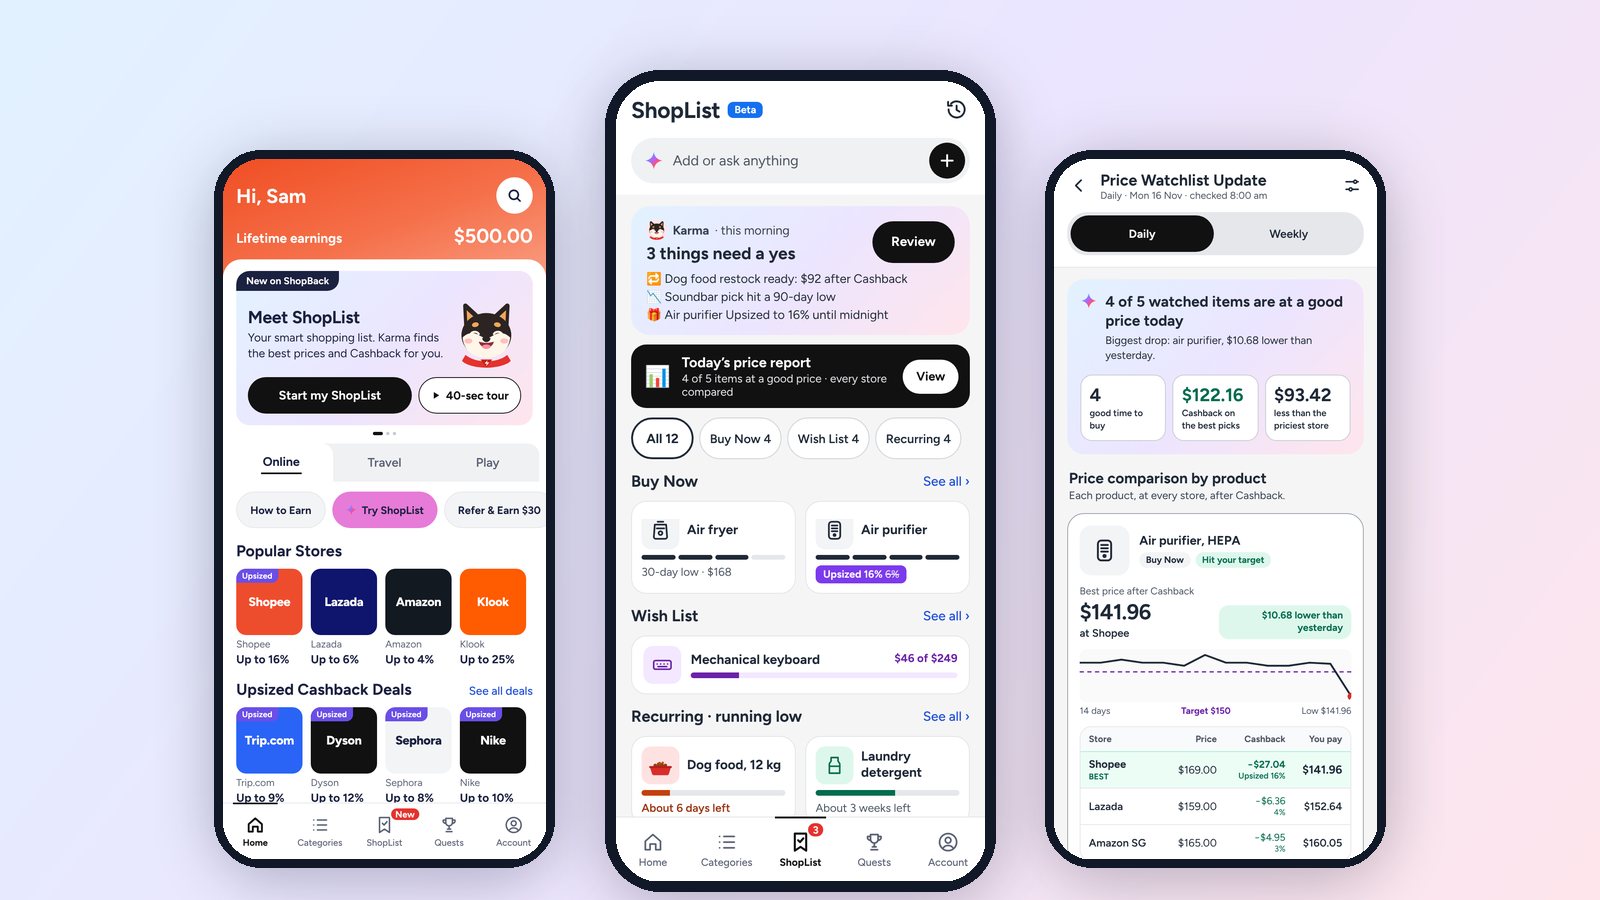 Hi, Sam
Lifetime earnings
$500.00
New on ShopBack
Meet ShopList
Your smart shopping list. Karma finds
the best prices and Cashback for you.
Start my ShopList
40-sec tour
Online
Travel
Play
How to Earn
Try ShopList
Refer & Earn $30
Popular Stores
Upsized
Shopee
Lazada
Amazon
Klook
Shopee
Lazada
Amazon
Klook
Up to 16%
Up to 6%
Up to 4%
Up to 25%
Upsized Cashback Deals
See all deals
Upsized
Upsized
Upsized
Upsized
Trip.com
Dyson
Sephora
Nike
Trip.com
Dyson
Sephora
Nike
Up to 9%
Up to 12%
Up to 8%
Up to 10%
New
Home
Categories
ShopList
Quests
Account
ShopList
Beta
Add or ask anything
Karma · this morning
3 things need a yes
Review
Dog food restock ready: $92 after Cashback
Soundbar pick hit a 90-day low
Air purifier Upsized to 16% until midnight
Today's price report
4 of 5 items at a good price · every store
compared
View
All 12
Buy Now 4
Wish List 4
Recurring 4
Buy Now
See all ›
Air fryer
30-day low · $168
Air purifier
Upsized 16% 6%
Wish List
See all ›
Mechanical keyboard
$46 of $249
Recurring · running low
See all ›
Dog food, 12 kg
About 6 days left
Laundry
detergent
About 3 weeks left
3
Home
Categories
ShopList
Quests
Account
Price Watchlist Update
Daily · Mon 16 Nov · checked 8:00 am
Daily
Weekly
4 of 5 watched items are at a good
price today
Biggest drop: air purifier, $10.68 lower than
yesterday.
4
good time to
buy
$122.16
Cashback on
the best picks
$93.42
less than the
priciest store
Price comparison by product
Each product, at every store, after Cashback.
Air purifier, HEPA
Buy Now
Hit your target
Best price after Cashback
$141.96
at Shopee
$10.68 lower than
yesterday
14 days
Target $150
Low $141.96
Store
Price
Cashback
You pay
Shopee
BEST
$169.00
−$27.04
Upsized 16%
$141.96
Lazada
$159.00
−$6.36
4%
$152.64
Amazon SG
$165.00
−$4.95
3%
$160.05